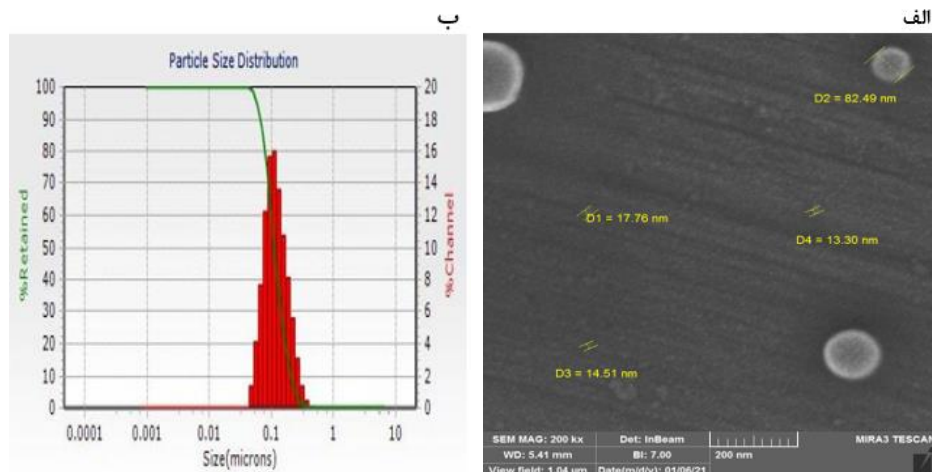 ب
الف
Particle Size Distribution
%Retained
100
90
80
70
60
50
40
30
20
10
0
20
18
16
14
12
10
8
6
4
2
0
%Channel
0.0001 0.001 0.01 0.1 1 10
Size(microns)
D2 = 82.49 nm
D1 = 17.76 nm
D4 = 13.30 nm
D3 = 14.51 nm
SEM MAG: 200 kx Det: InBeam MIRA3 TESCAN
WD: 5.41 mm BI: 7.00 200 nm
View field: 1.04 µm Date(m/d/y): 01/06/21